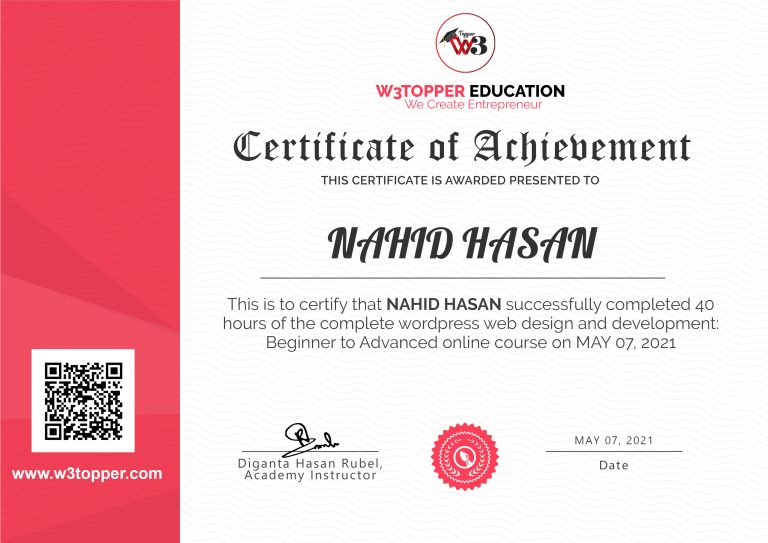 Topper
W3
W3TOPPER EDUCATION
We Create Entrepreneur
Certificate of Achievement
THIS CERTIFICATE IS AWARDED PRESENTED TO
NAHID HASAN
This is to certify that NAHID HASAN successfully completed 40
hours of the complete wordpress web design and development:
Beginner to Advanced online course on MAY 07, 2021
www.w3topper.com
Diganta Hasan Rubel,
Academy Instructor
MAY 07, 2021
Date